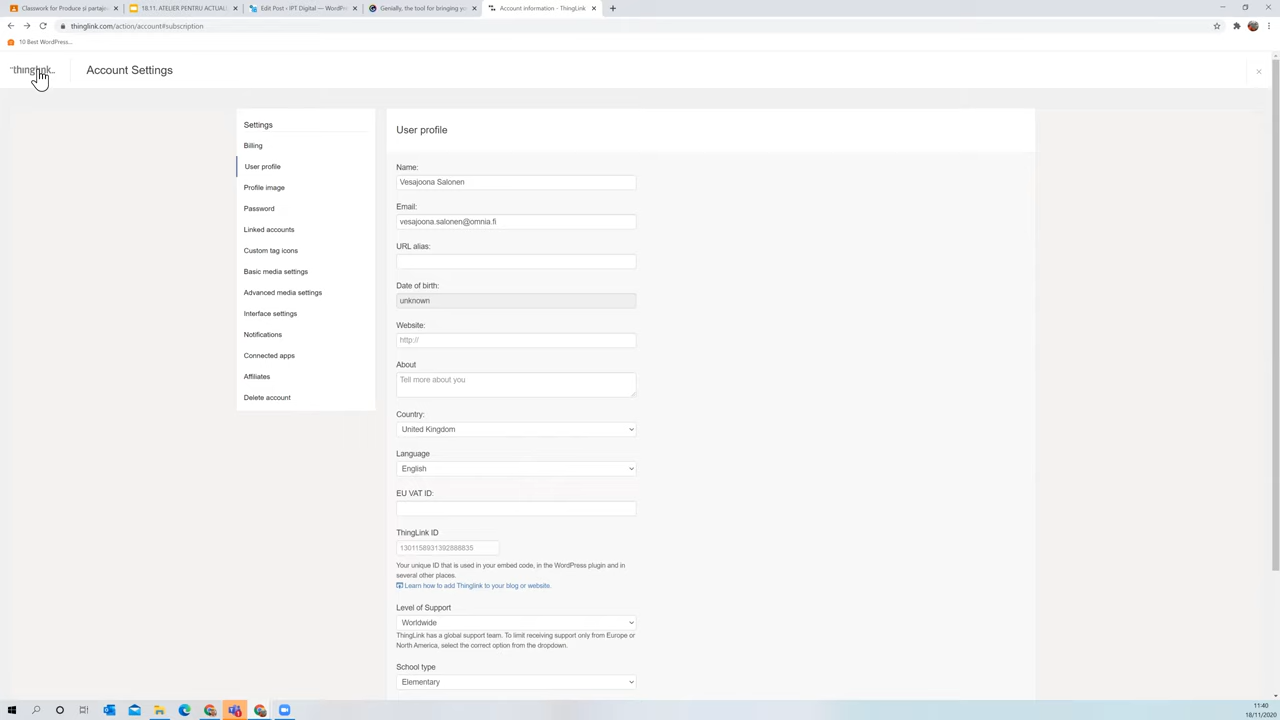 Classwork for Produce și partajea
18.11. ATELIER PENTRU ACTUAL
Edit Post ‹ IPT Digital — WordPre
Genially, the tool for bringing yo
Account information - ThingLink
thinglink.com/action/account#subscription
10 Best WordPress...
thinglink..
Account Settings
Settings
Billing
User profile
Profile image
Password
Linked accounts
Custom tag icons
Basic media settings
Advanced media settings
Interface settings
Notifications
Connected apps
Affiliates
Delete account
User profile
Name:
Vesajoona Salonen
Email:
vesajoona.salonen@omnia.fi
URL alias:
Date of birth:
unknown
Website:
http://
About
Tell more about you
Country:
United Kingdom
Language
English
EU VAT ID:
ThingLink ID
1301158931392888835
Your unique ID that is used in your embed code, in the WordPress plugin and in
several other places.
Learn how to add Thinglink to your blog or website.
Level of Support
Worldwide
ThingLink has a global support team. To limit receiving support only from Europe or
North America, select the correct option from the dropdown.
School type
Elementary
11:40
18/11/2020